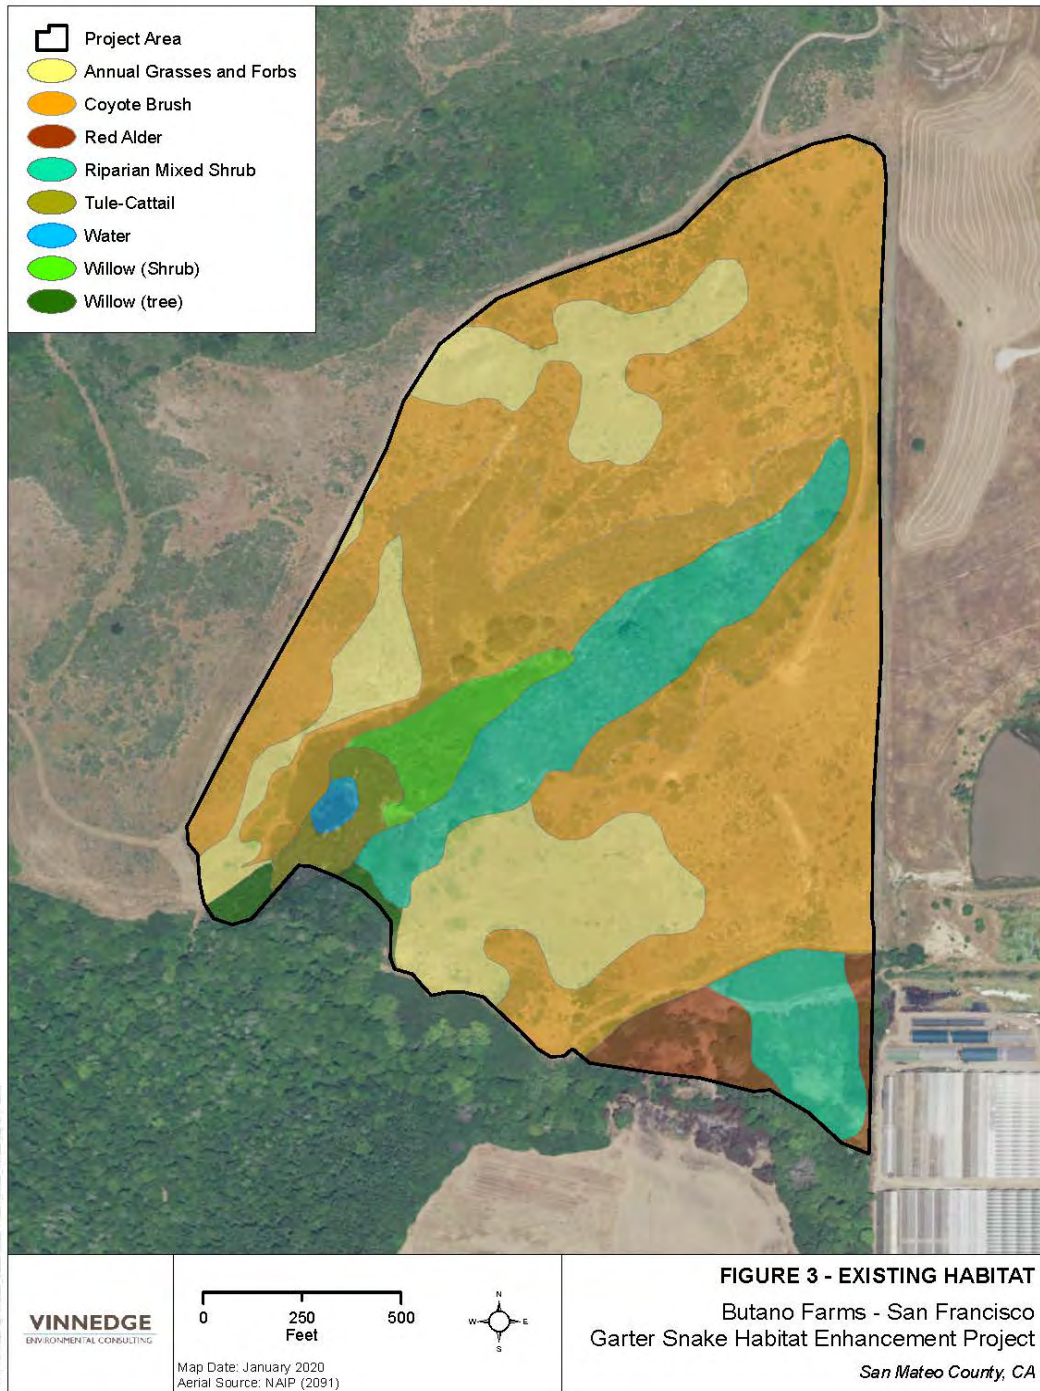 Project Area
Annual Grasses and Forbs
Coyote Brush
Red Alder
Riparian Mixed Shrub
Tule-Cattail
Water
Willow (Shrub)
Willow (tree)
VINNEDGE
ENVIRONMENTAL CONSULTING
0 250 500
Feet
Map Date: January 2020
Aerial Source: NAIP (2091)
N
W E
S
FIGURE 3 - EXISTING HABITAT
Butano Farms - San Francisco
Garter Snake Habitat Enhancement Project
San Mateo County, CA